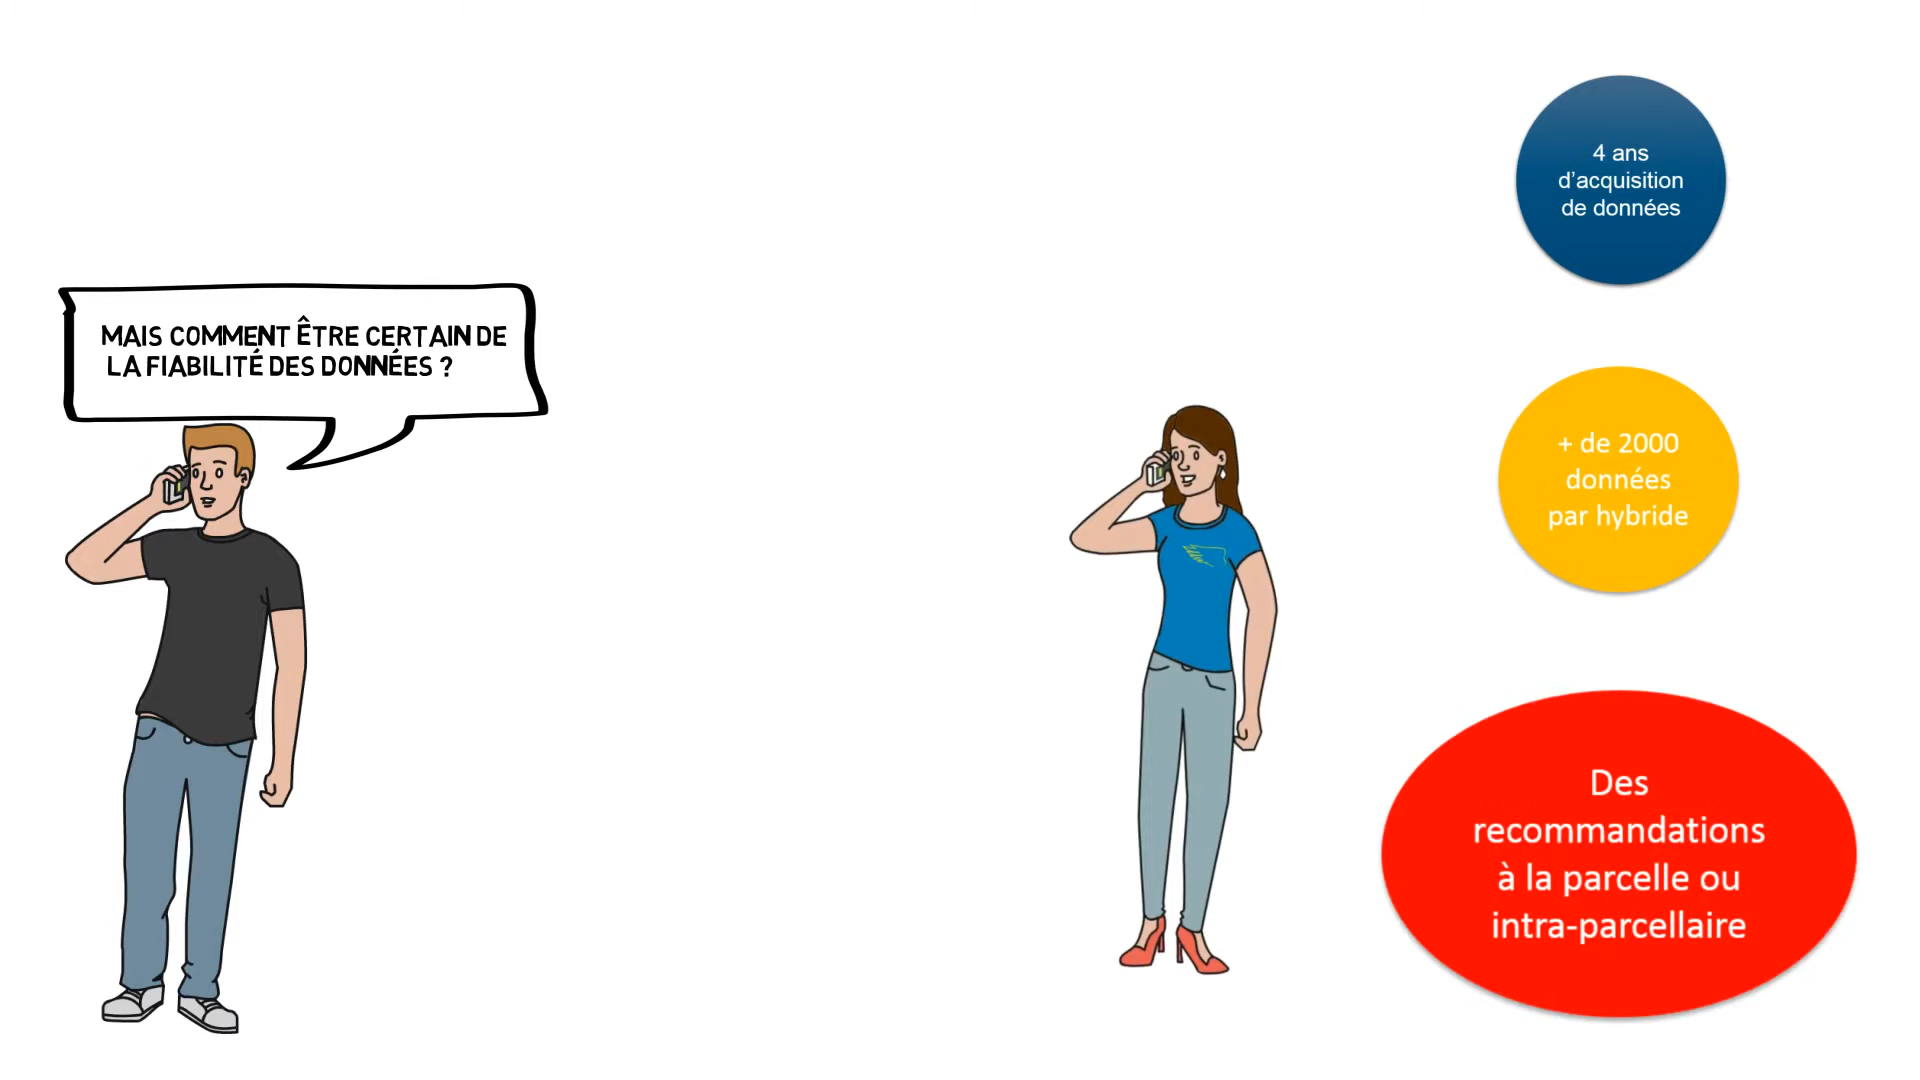 MAIS COMMENT ÊTRE CERTAIN DE
LA FIABILITÉ DES DONNÉES ?
4 ans
d’acquisition
de données
+ de 2000
données
par hybride
Des
recommandations
à la parcelle ou
intra-parcellaire